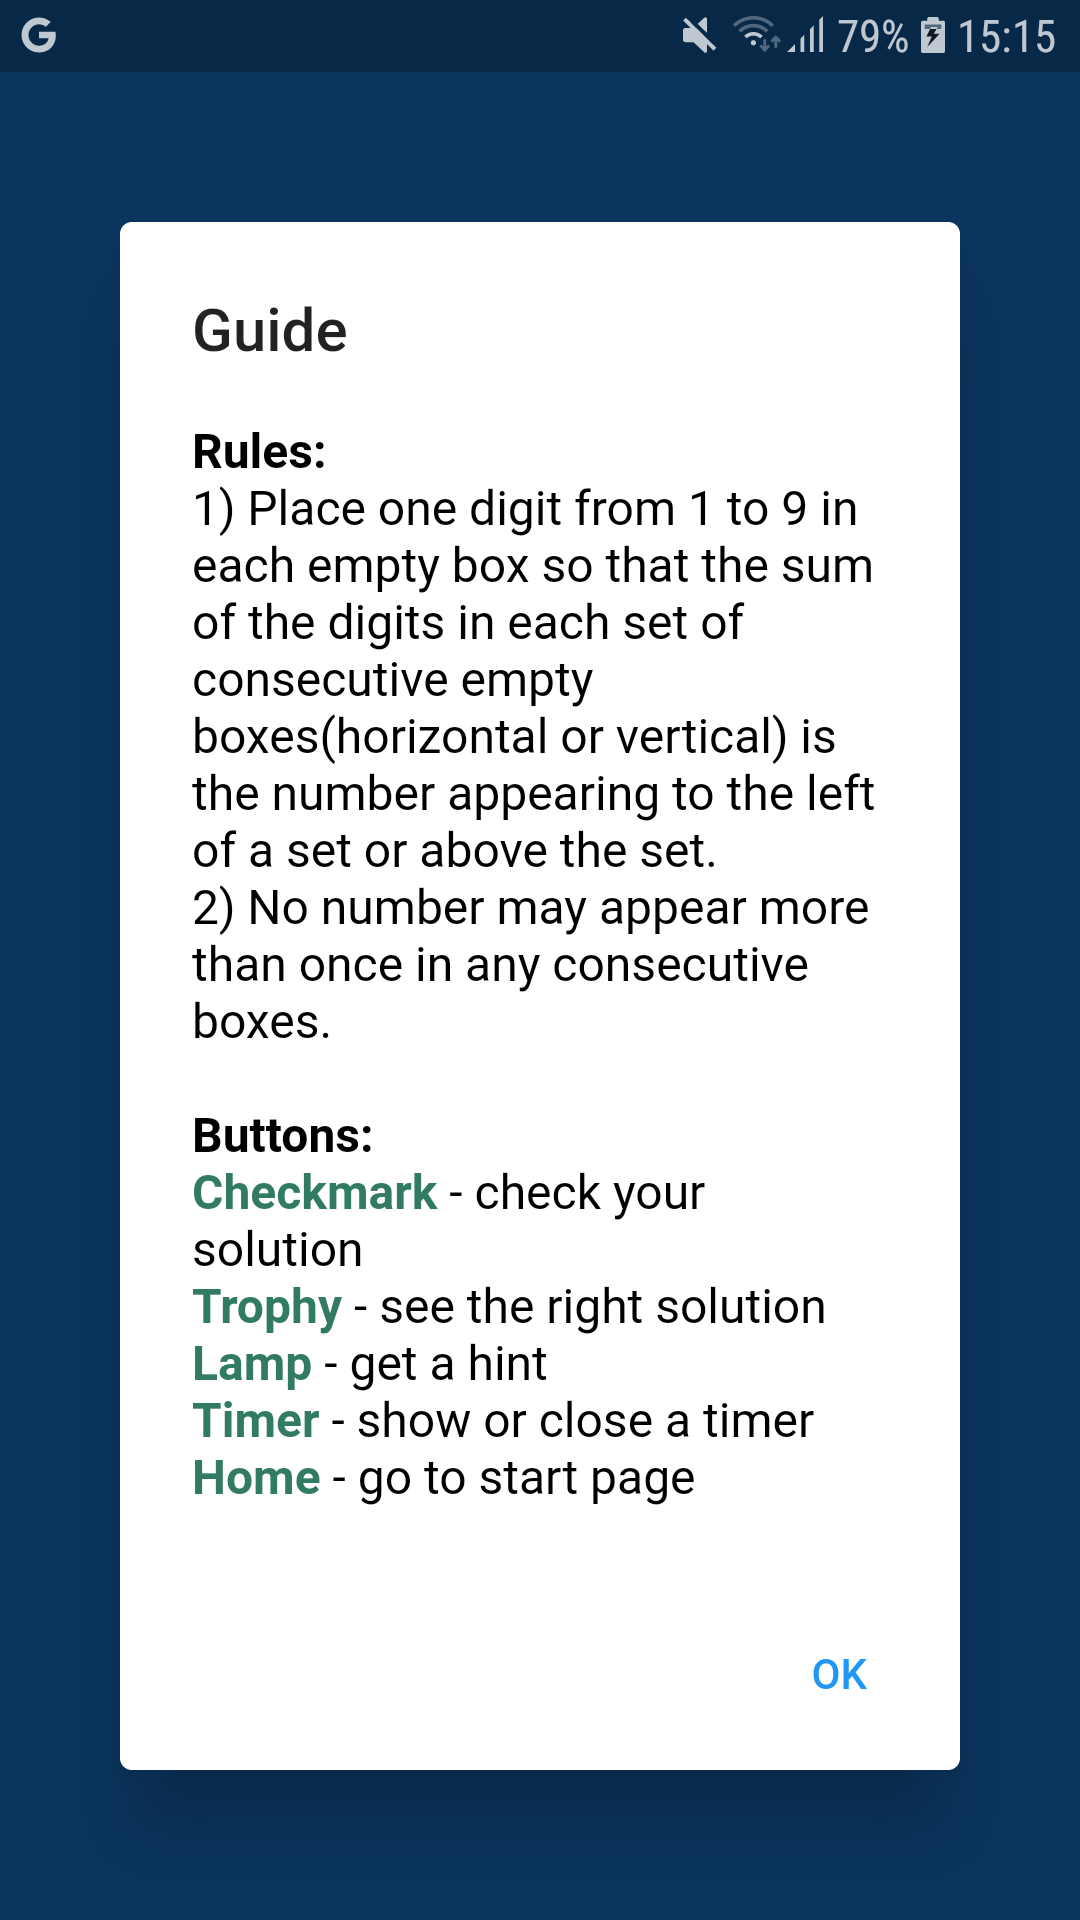 G 79% 15:15
Guide
Rules:
1) Place one digit from 1 to 9 in
each empty box so that the sum
of the digits in each set of
consecutive empty
boxes(horizontal or vertical) is
the number appearing to the left
of a set or above the set.
2) No number may appear more
than once in any consecutive
boxes.
Buttons:
Checkmark - check your
solution
Trophy - see the right solution
Lamp - get a hint
Timer - show or close a timer
Home - go to start page
OK